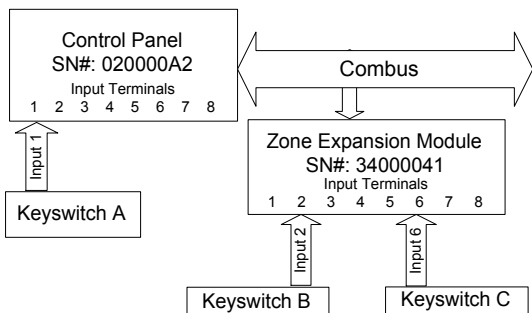 Control Panel
SN#: 020000A2
Input Terminals
1 2 3 4 5 6 7 8
Combus
Input 1
Keyswitch A
Zone Expansion Module
SN#: 34000041
Input Terminals
1 2 3 4 5 6 7 8
Input 2
Input 6
Keyswitch B
Keyswitch C